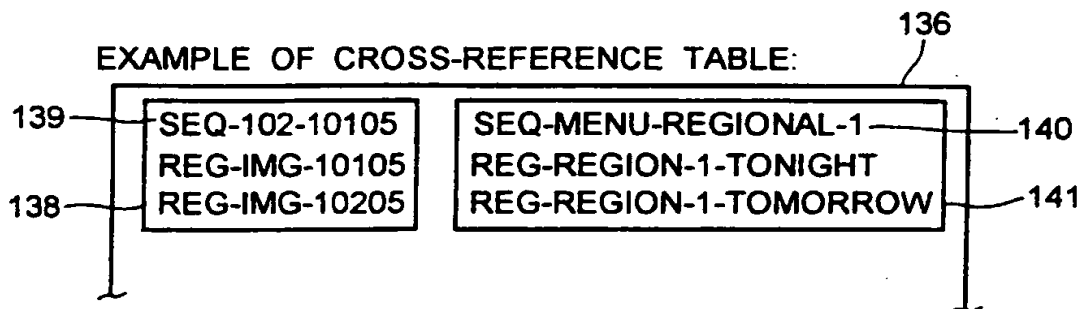 136
EXAMPLE OF CROSS-REFERENCE TABLE:
139 SEQ-102-10105 SEQ-MENU-REGIONAL-1 140
REG-IMG-10105 REG-REGION-1-TONIGHT
138 REG-IMG-10205 REG-REGION-1-TOMORROW 141